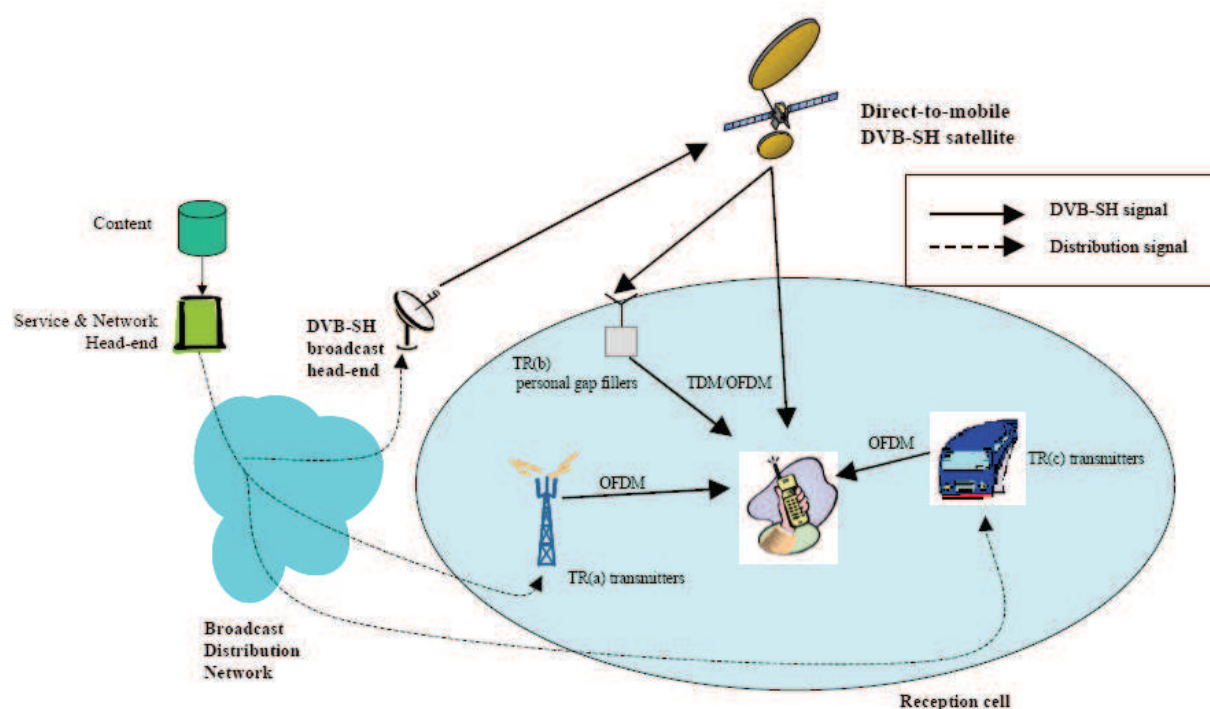 Direct-to-mobile
DVB-SH satellite
DVB-SH signal
Distribution signal
Content
Service & Network
Head-end
DVB-SH
broadcast
head-end
TR(b)
personal gap fillers
TDM/OFDM
OFDM
TR(c) transmitters
OFDM
TR(a) transmitters
Broadcast
Distribution
Network
Reception cell